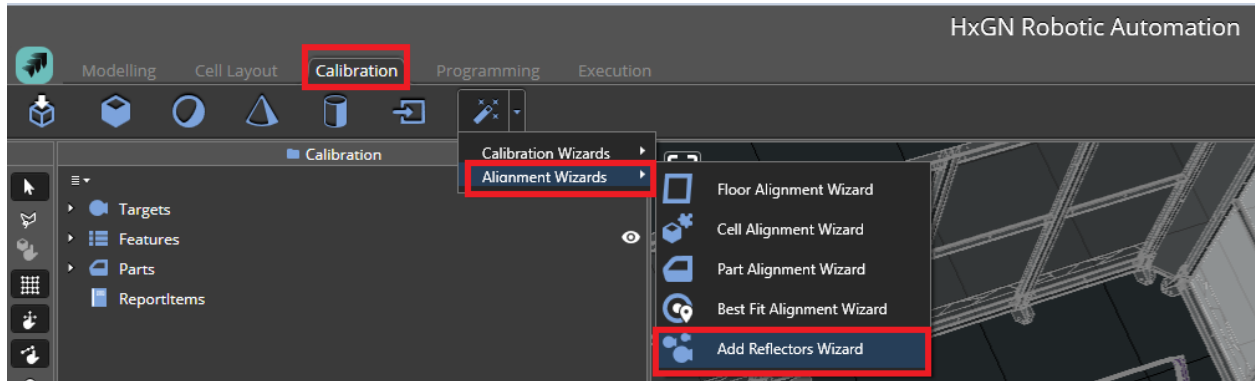 HxGN Robotic Automation
Modelling Cell Layout Calibration Programming Execution
Calibration
Calibration Wizards
Alignment Wizards
Targets
Features
Parts
ReportItems
Floor Alignment Wizard
Cell Alignment Wizard
Part Alignment Wizard
Best Fit Alignment Wizard
Add Reflectors Wizard